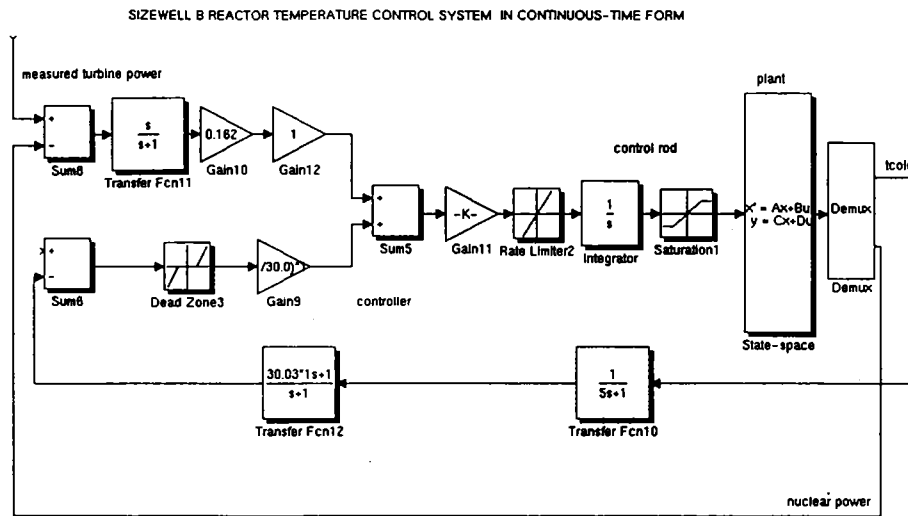 SIZEWELL B REACTOR TEMPERATURE CONTROL SYSTEM IN CONTINUOUS-TIME FORM
measured turbine power
plant
+
-
Sum8
s
s+1
Transfer Fcn11
0.162
Gain10
1
Gain12
control rod
tcold
+
+
Sum5
-K-
Gain11
Rate Limiter2
1
s
Integrator
Saturation1
x' = Ax+Bu
y = Cx+Du
State-space
Demux
Demux
x+
-
Sum6
Dead Zone3
/30.0)*
Gain9
controller
30.03*1s+1
s+1
Transfer Fcn12
1
5s+1
Transfer Fcn10
nuclear power